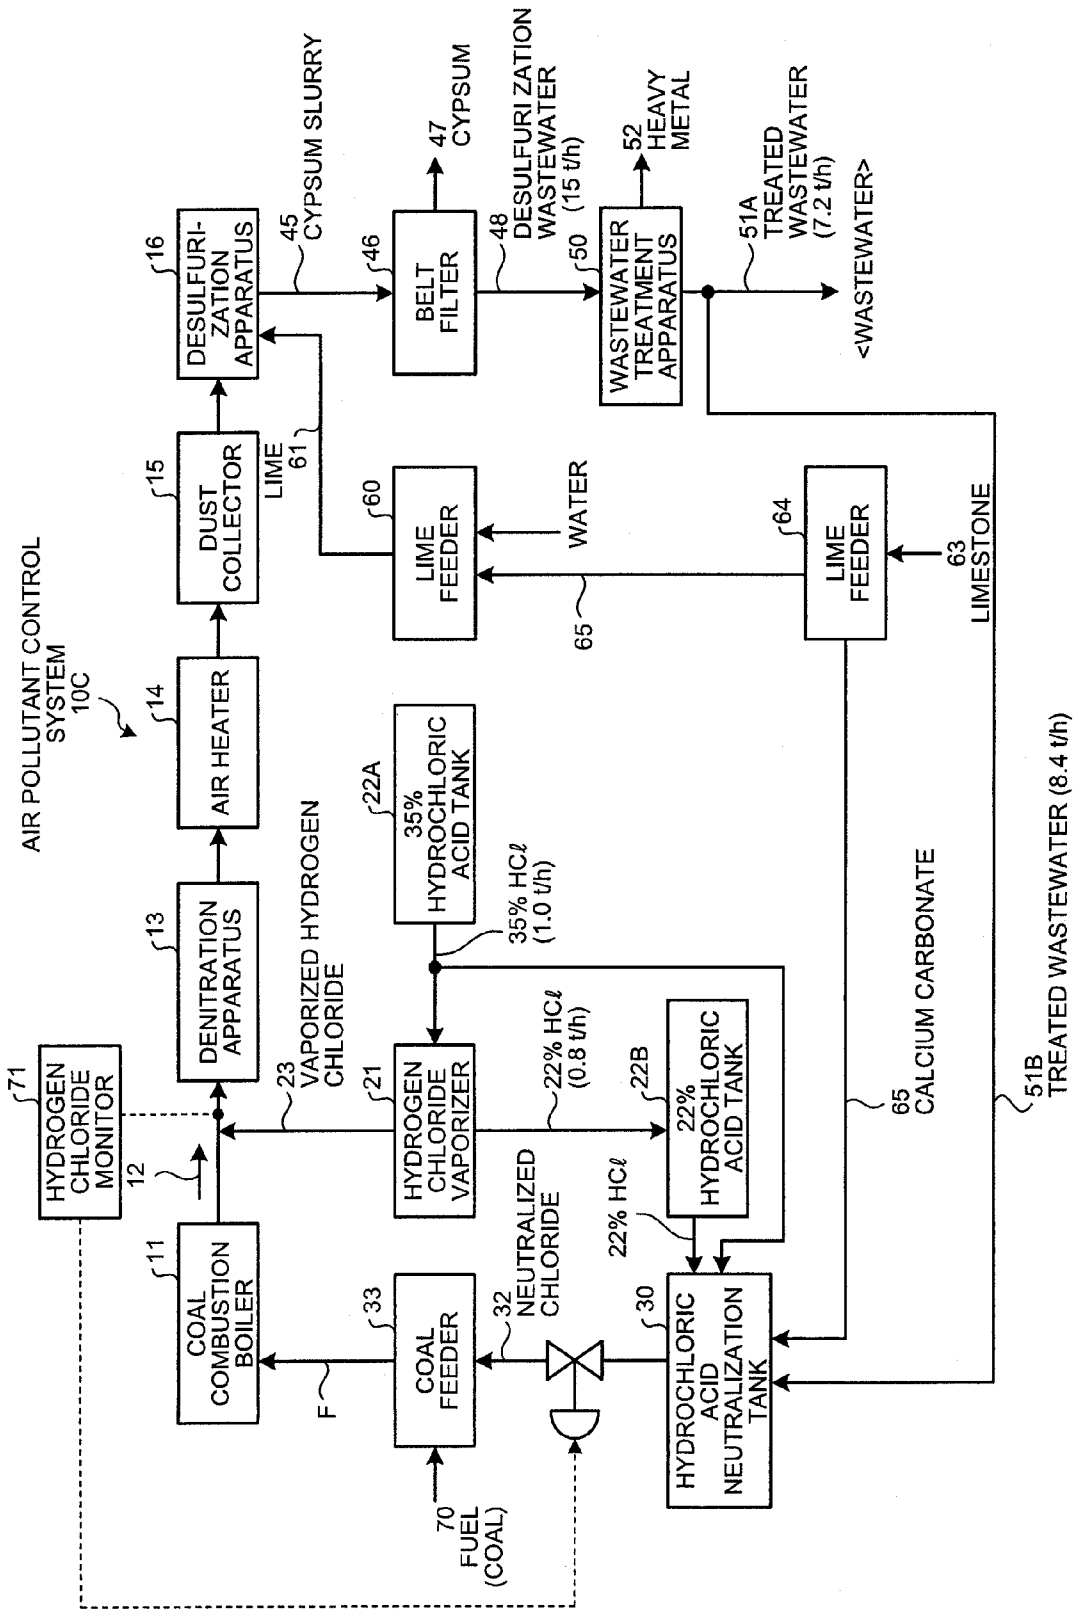 AIR POLLUTANT CONTROL
SYSTEM
10C
71
HYDROGEN
CHLORIDE
MONITOR
12
11
COAL
COMBUSTION
BOILER
13
DENITRATION
APPARATUS
14
AIR HEATER
15
DUST
COLLECTOR
16
DESULFURI-
ZATION
APPARATUS
23
VAPORIZED HYDROGEN
CHLORIDE
LIME
61
45
CYPSUM SLURRY
F
33
COAL
FEEDER
70
FUEL
(COAL)
21
HYDROGEN
CHLORIDE
VAPORIZER
22A
35%
HYDROCHLORIC
ACID TANK
35% HCℓ
(1.0 t/h)
60
LIME
FEEDER
WATER
46
BELT
FILTER
47
CYPSUM
48
DESULFURI ZATION
WASTEWATER
(15 t/h)
32
NEUTRALIZED
CHLORIDE
22% HCℓ
(0.8 t/h)
22B
22%
HYDROCHLORIC
ACID TANK
22% HCℓ
65
50
WASTEWATER
TREATMENT
APPARATUS
52
HEAVY
METAL
30
HYDROCHLORIC
ACID
NEUTRALIZATION
TANK
64
LIME
FEEDER
63
LIMESTONE
51A
TREATED
WASTEWATER
(7.2 t/h)
<WASTEWATER>
65
CALCIUM CARBONATE
51B
TREATED WASTEWATER (8.4 t/h)